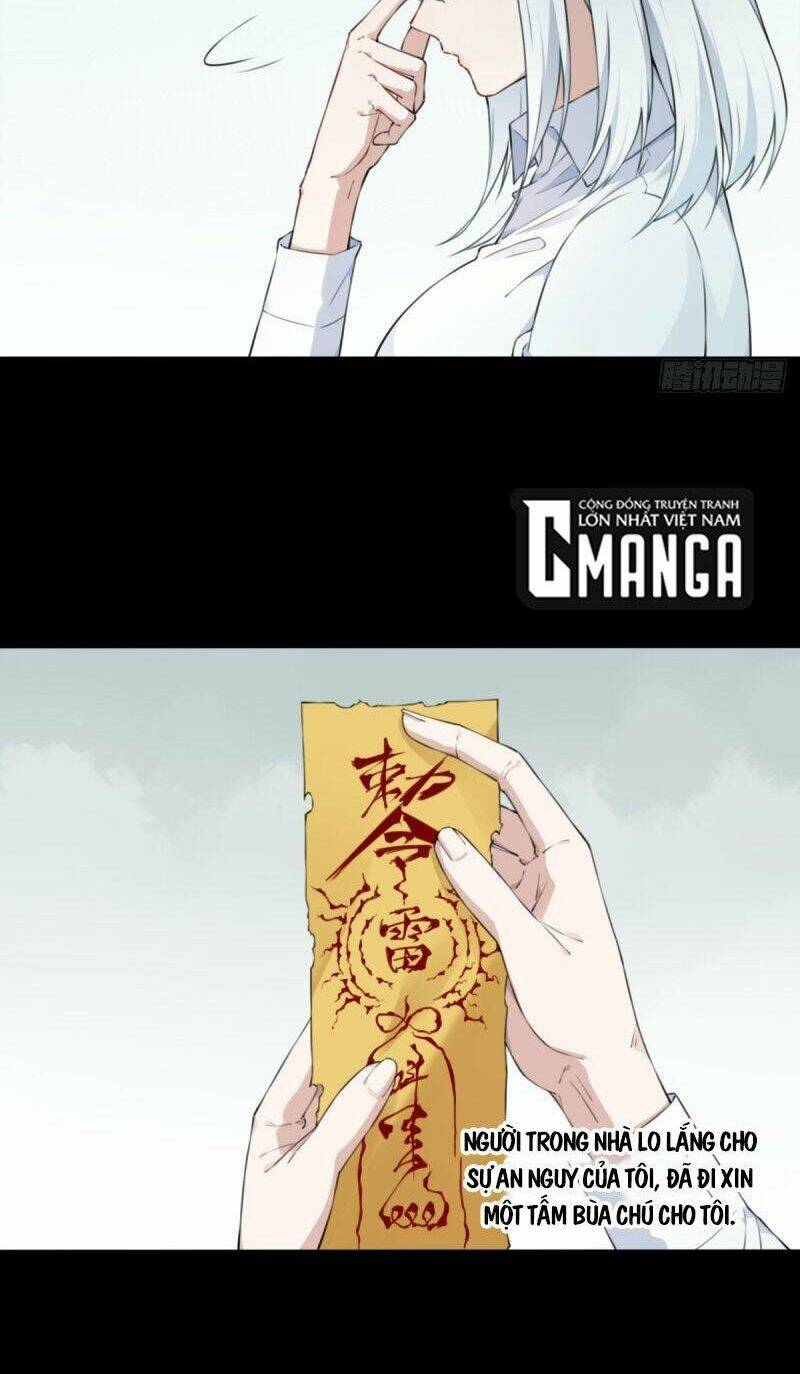 腾讯动漫
CỘNG ĐỒNG TRUYỆN TRANH
LỚN NHẤT VIỆT NAM
CMANGA
勅令
雷
NGƯỜI TRONG NHÀ LO LẮNG CHO
SỰ AN NGUY CỦA TÔI, ĐÃ ĐI XIN
MỘT TẤM BÙA CHÚ CHO TÔI.